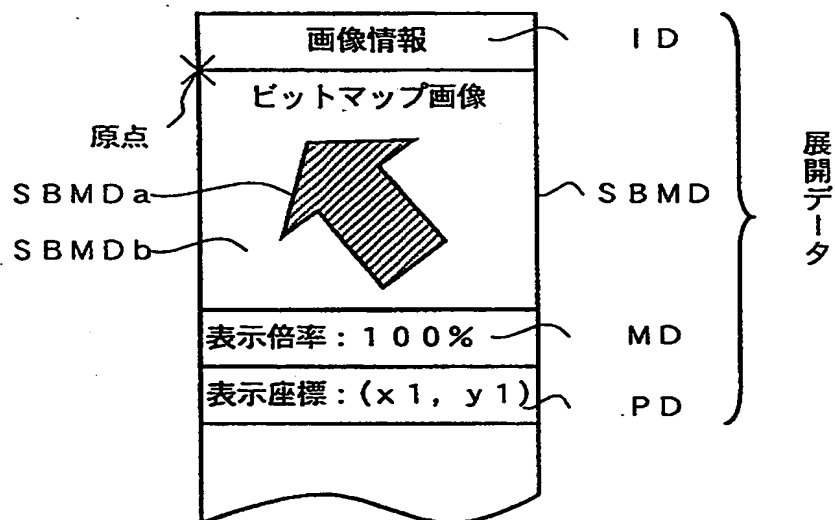 画像情報
ID
ビットマップ画像
原点
SBMDa
SBMD
SBMDb
展開データ
表示倍率：100%
MD
表示座標：(x1, y1)
PD